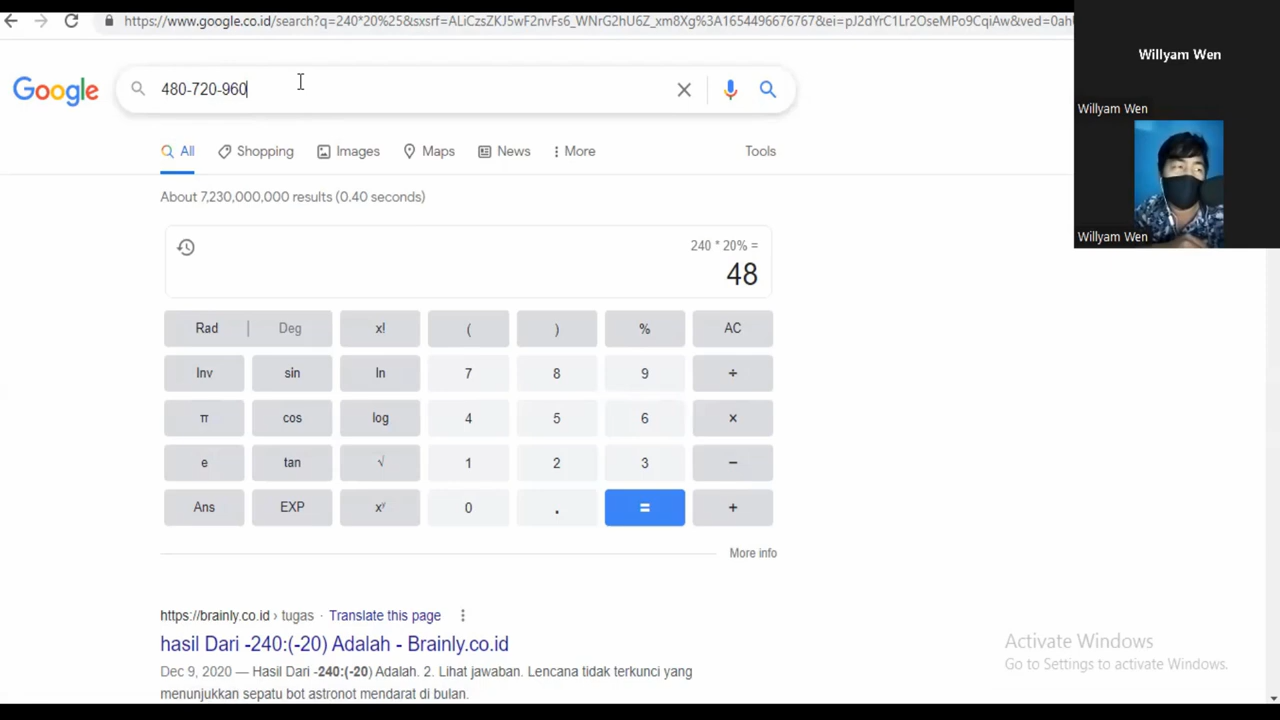 https://www.google.co.id/search?q=240*20%25&sxsrf=ALiCzsZKJ5wF2nvFs6_WNrG2hU6Z_xm8Xg%3A1654496676767&ei=pJ2dYrC1Lr2OseMPo9CqiAw&ved=0ahU
Willyam Wen
Google
480-720-960
Willyam Wen
All
Shopping
Images
Maps
News
More
Tools
About 7,230,000,000 results (0.40 seconds)
Willyam Wen
240 * 20% =
48
Rad | Deg x! ( ) % AC
Inv sin ln 7 8 9 ÷
π cos log 4 5 6 ×
e tan √ 1 2 3 −
Ans EXP xʸ 0 . = +
More info
https://brainly.co.id › tugas · Translate this page
hasil Dari -240:(-20) Adalah - Brainly.co.id
Dec 9, 2020 — Hasil Dari -240:(-20) Adalah. 2. Lihat jawaban. Lencana tidak terkunci yang
menunjukkan sepatu bot astronot mendarat di bulan.
Activate Windows
Go to Settings to activate Windows.